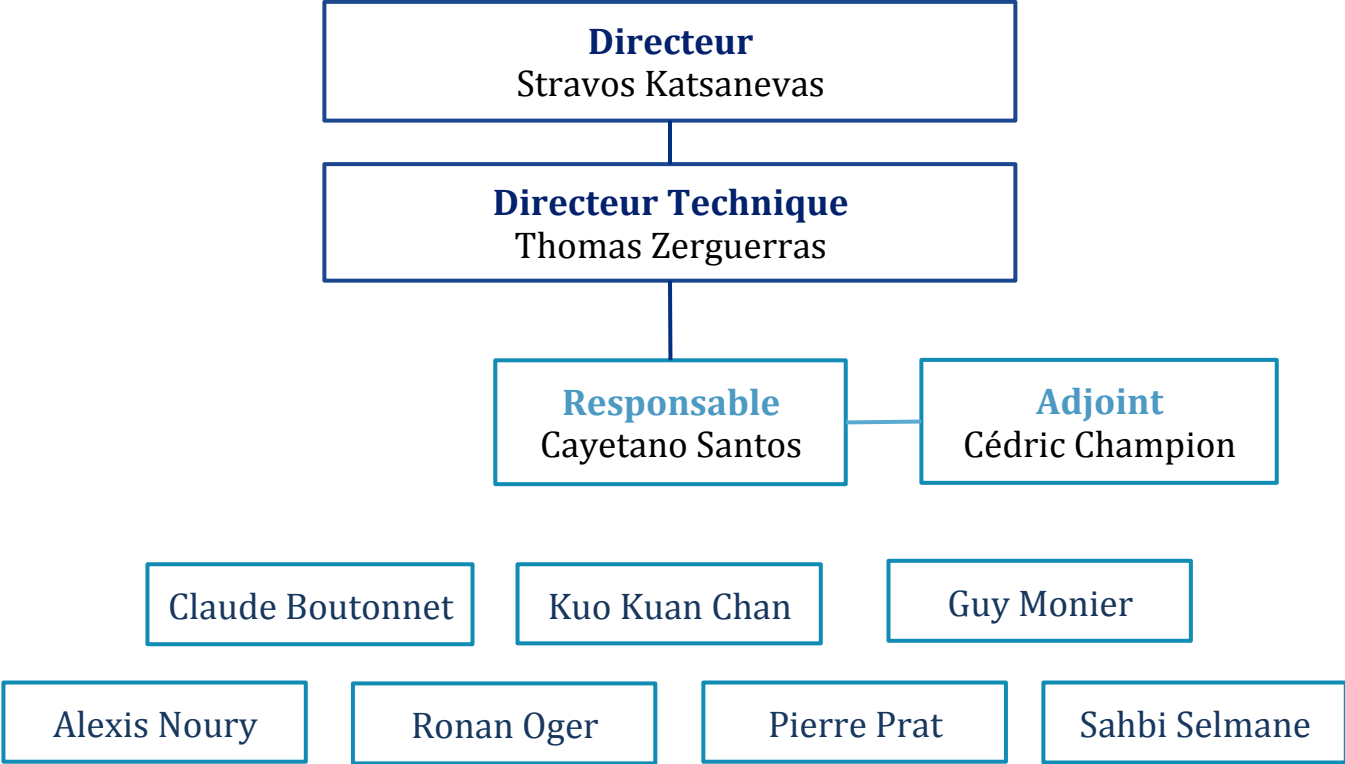 Directeur
Stravos Katsanevas
Directeur Technique
Thomas Zerguerras
Responsable
Cayetano Santos
Adjoint
Cédric Champion
Claude Boutonnet
Kuo Kuan Chan
Guy Monier
Alexis Noury
Ronan Oger
Pierre Prat
Sahbi Selmane